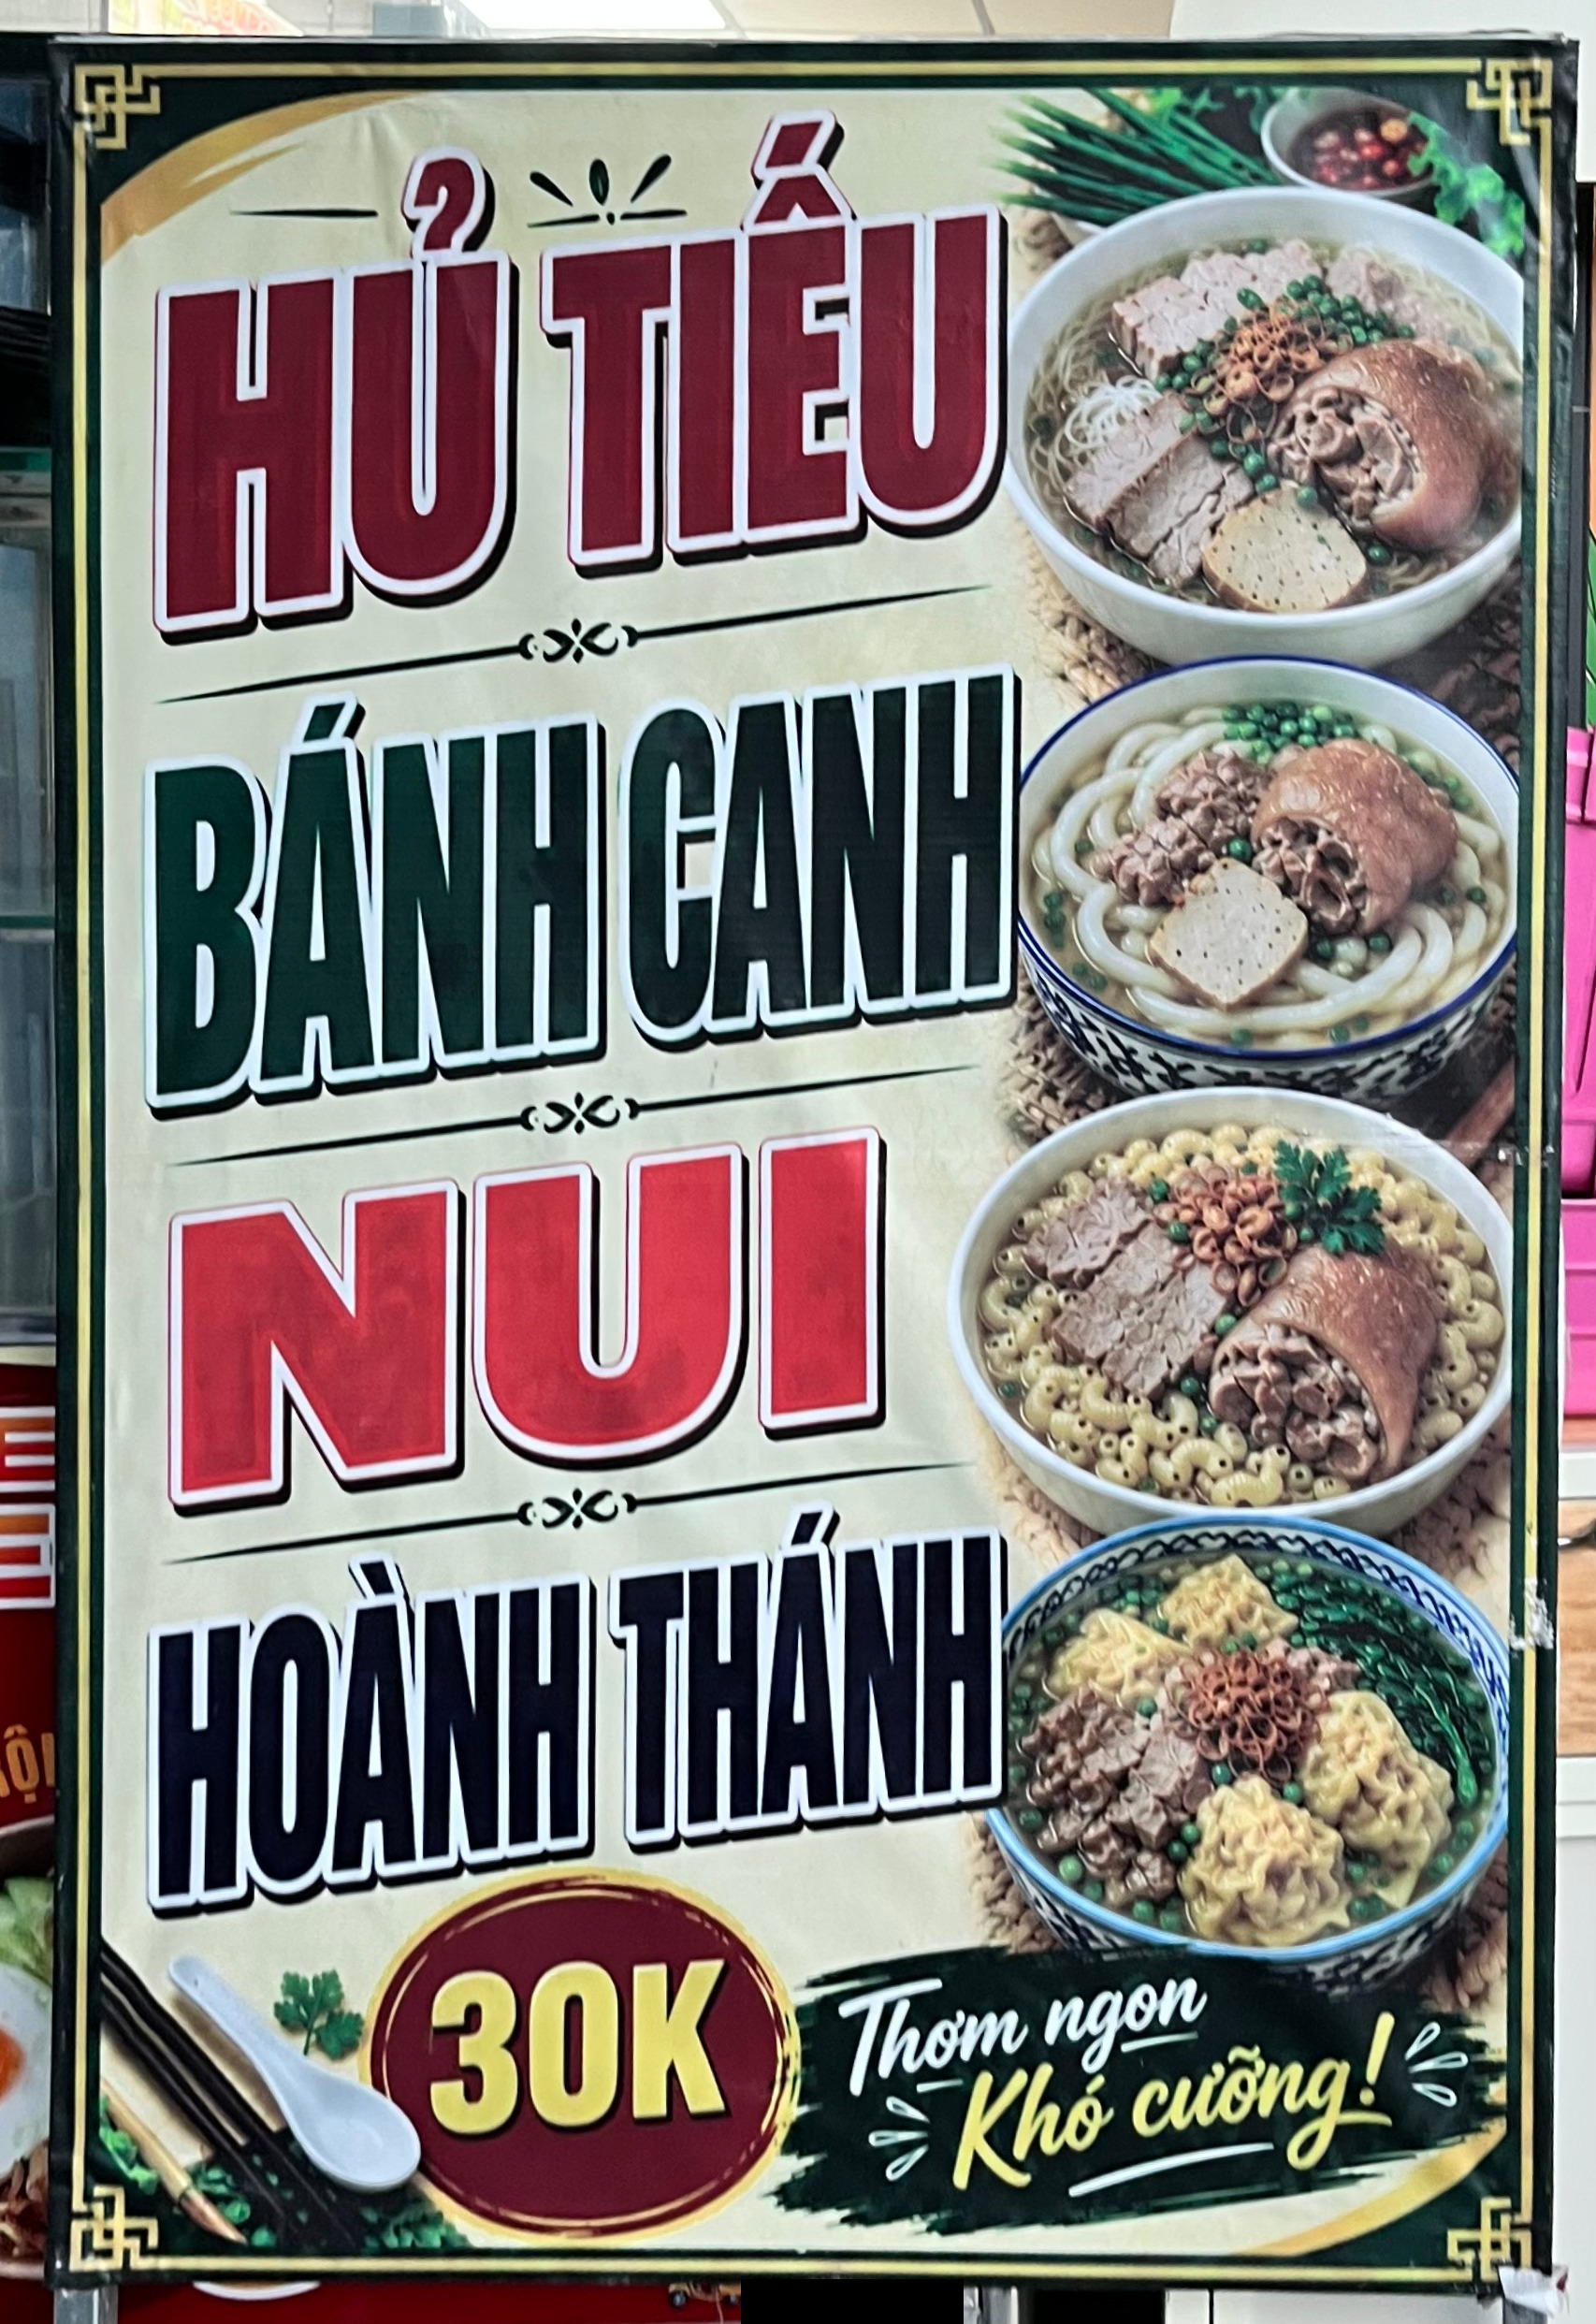 HỦ TIẾU
BÁNH CANH
NUI
HOÀNH THÁNH
30K
Thơm ngon
Khó cưỡng!